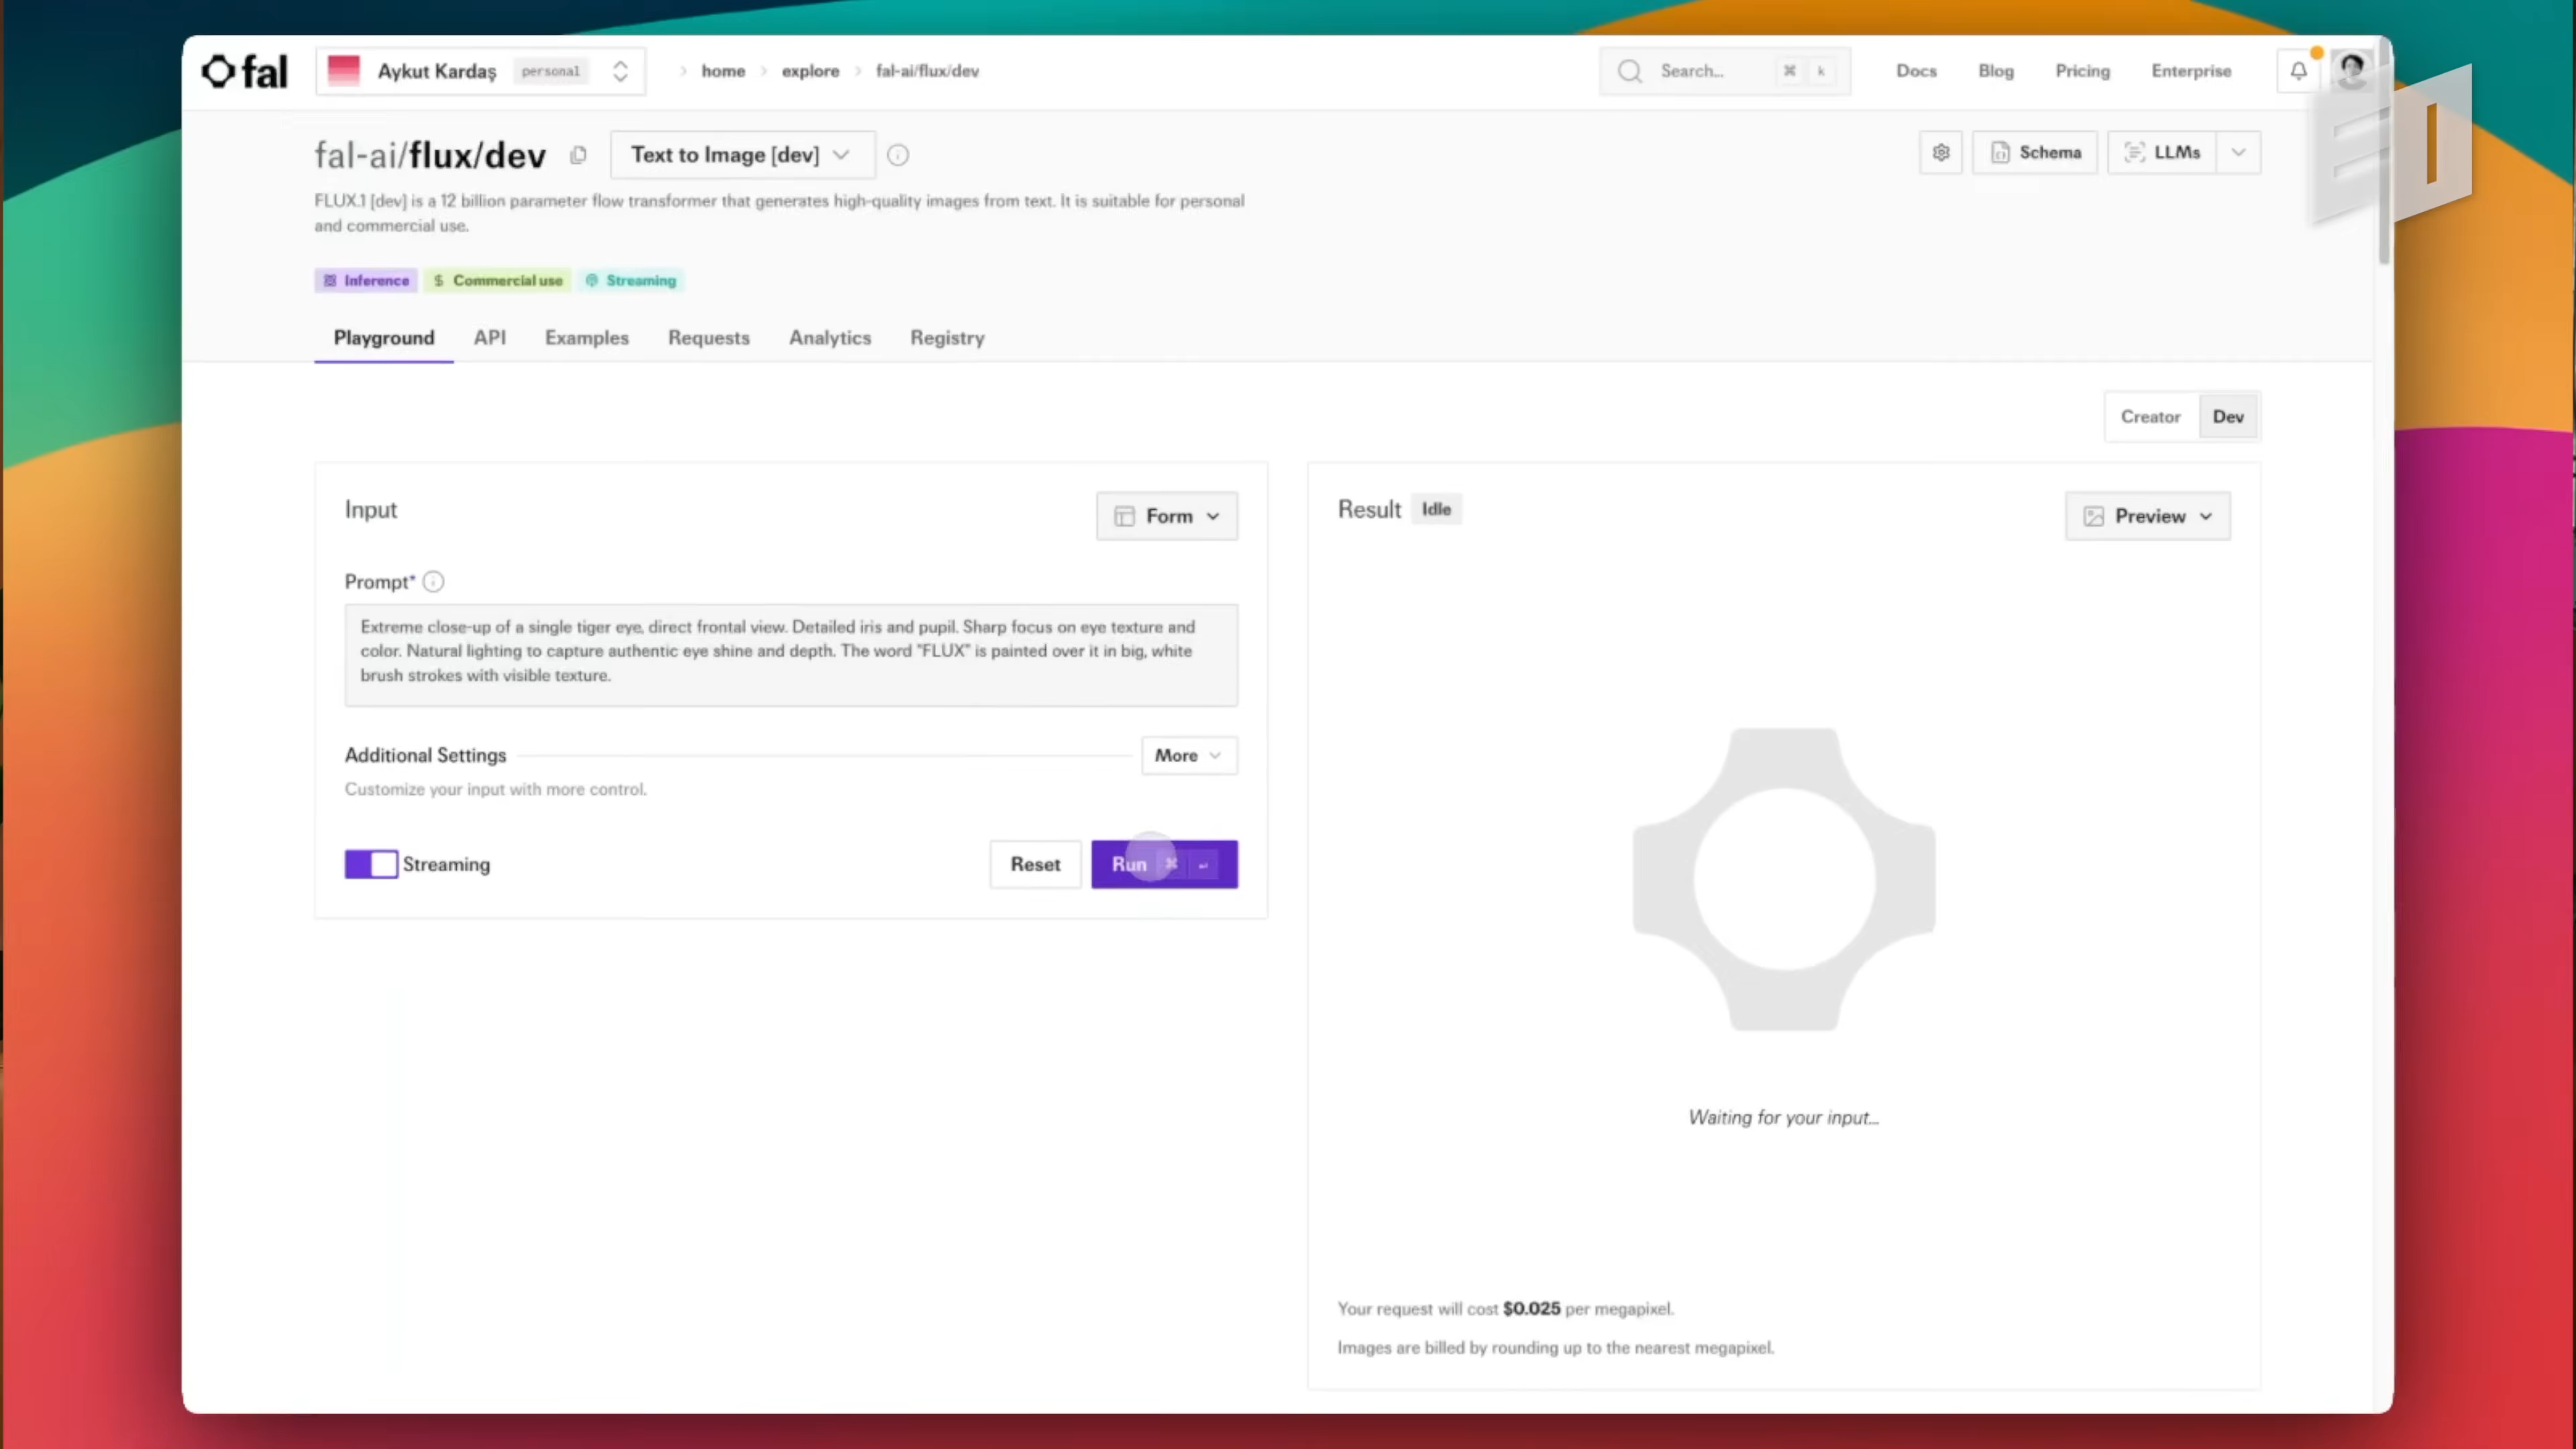 fal
Aykut Kardaş personal
home
explore
fal-ai/flux/dev
Search...
⌘ k
Docs
Blog
Pricing
Enterprise
fal-ai/flux/dev
Text to Image [dev]
Schema
LLMs
FLUX.1 [dev] is a 12 billion parameter flow transformer that generates high-quality images from text. It is suitable for personal
and commercial use.
Inference
$ Commercial use
Streaming
Playground
API
Examples
Requests
Analytics
Registry
Creator
Dev
Input
Form
Prompt*
Extreme close-up of a single tiger eye, direct frontal view. Detailed iris and pupil. Sharp focus on eye texture and
color. Natural lighting to capture authentic eye shine and depth. The word "FLUX" is painted over it in big, white
brush strokes with visible texture.
Additional Settings
More
Customize your input with more control.
Streaming
Reset
Run ⌘ ↵
Result
Idle
Preview
Waiting for your input...
Your request will cost $0.025 per megapixel.
Images are billed by rounding up to the nearest megapixel.